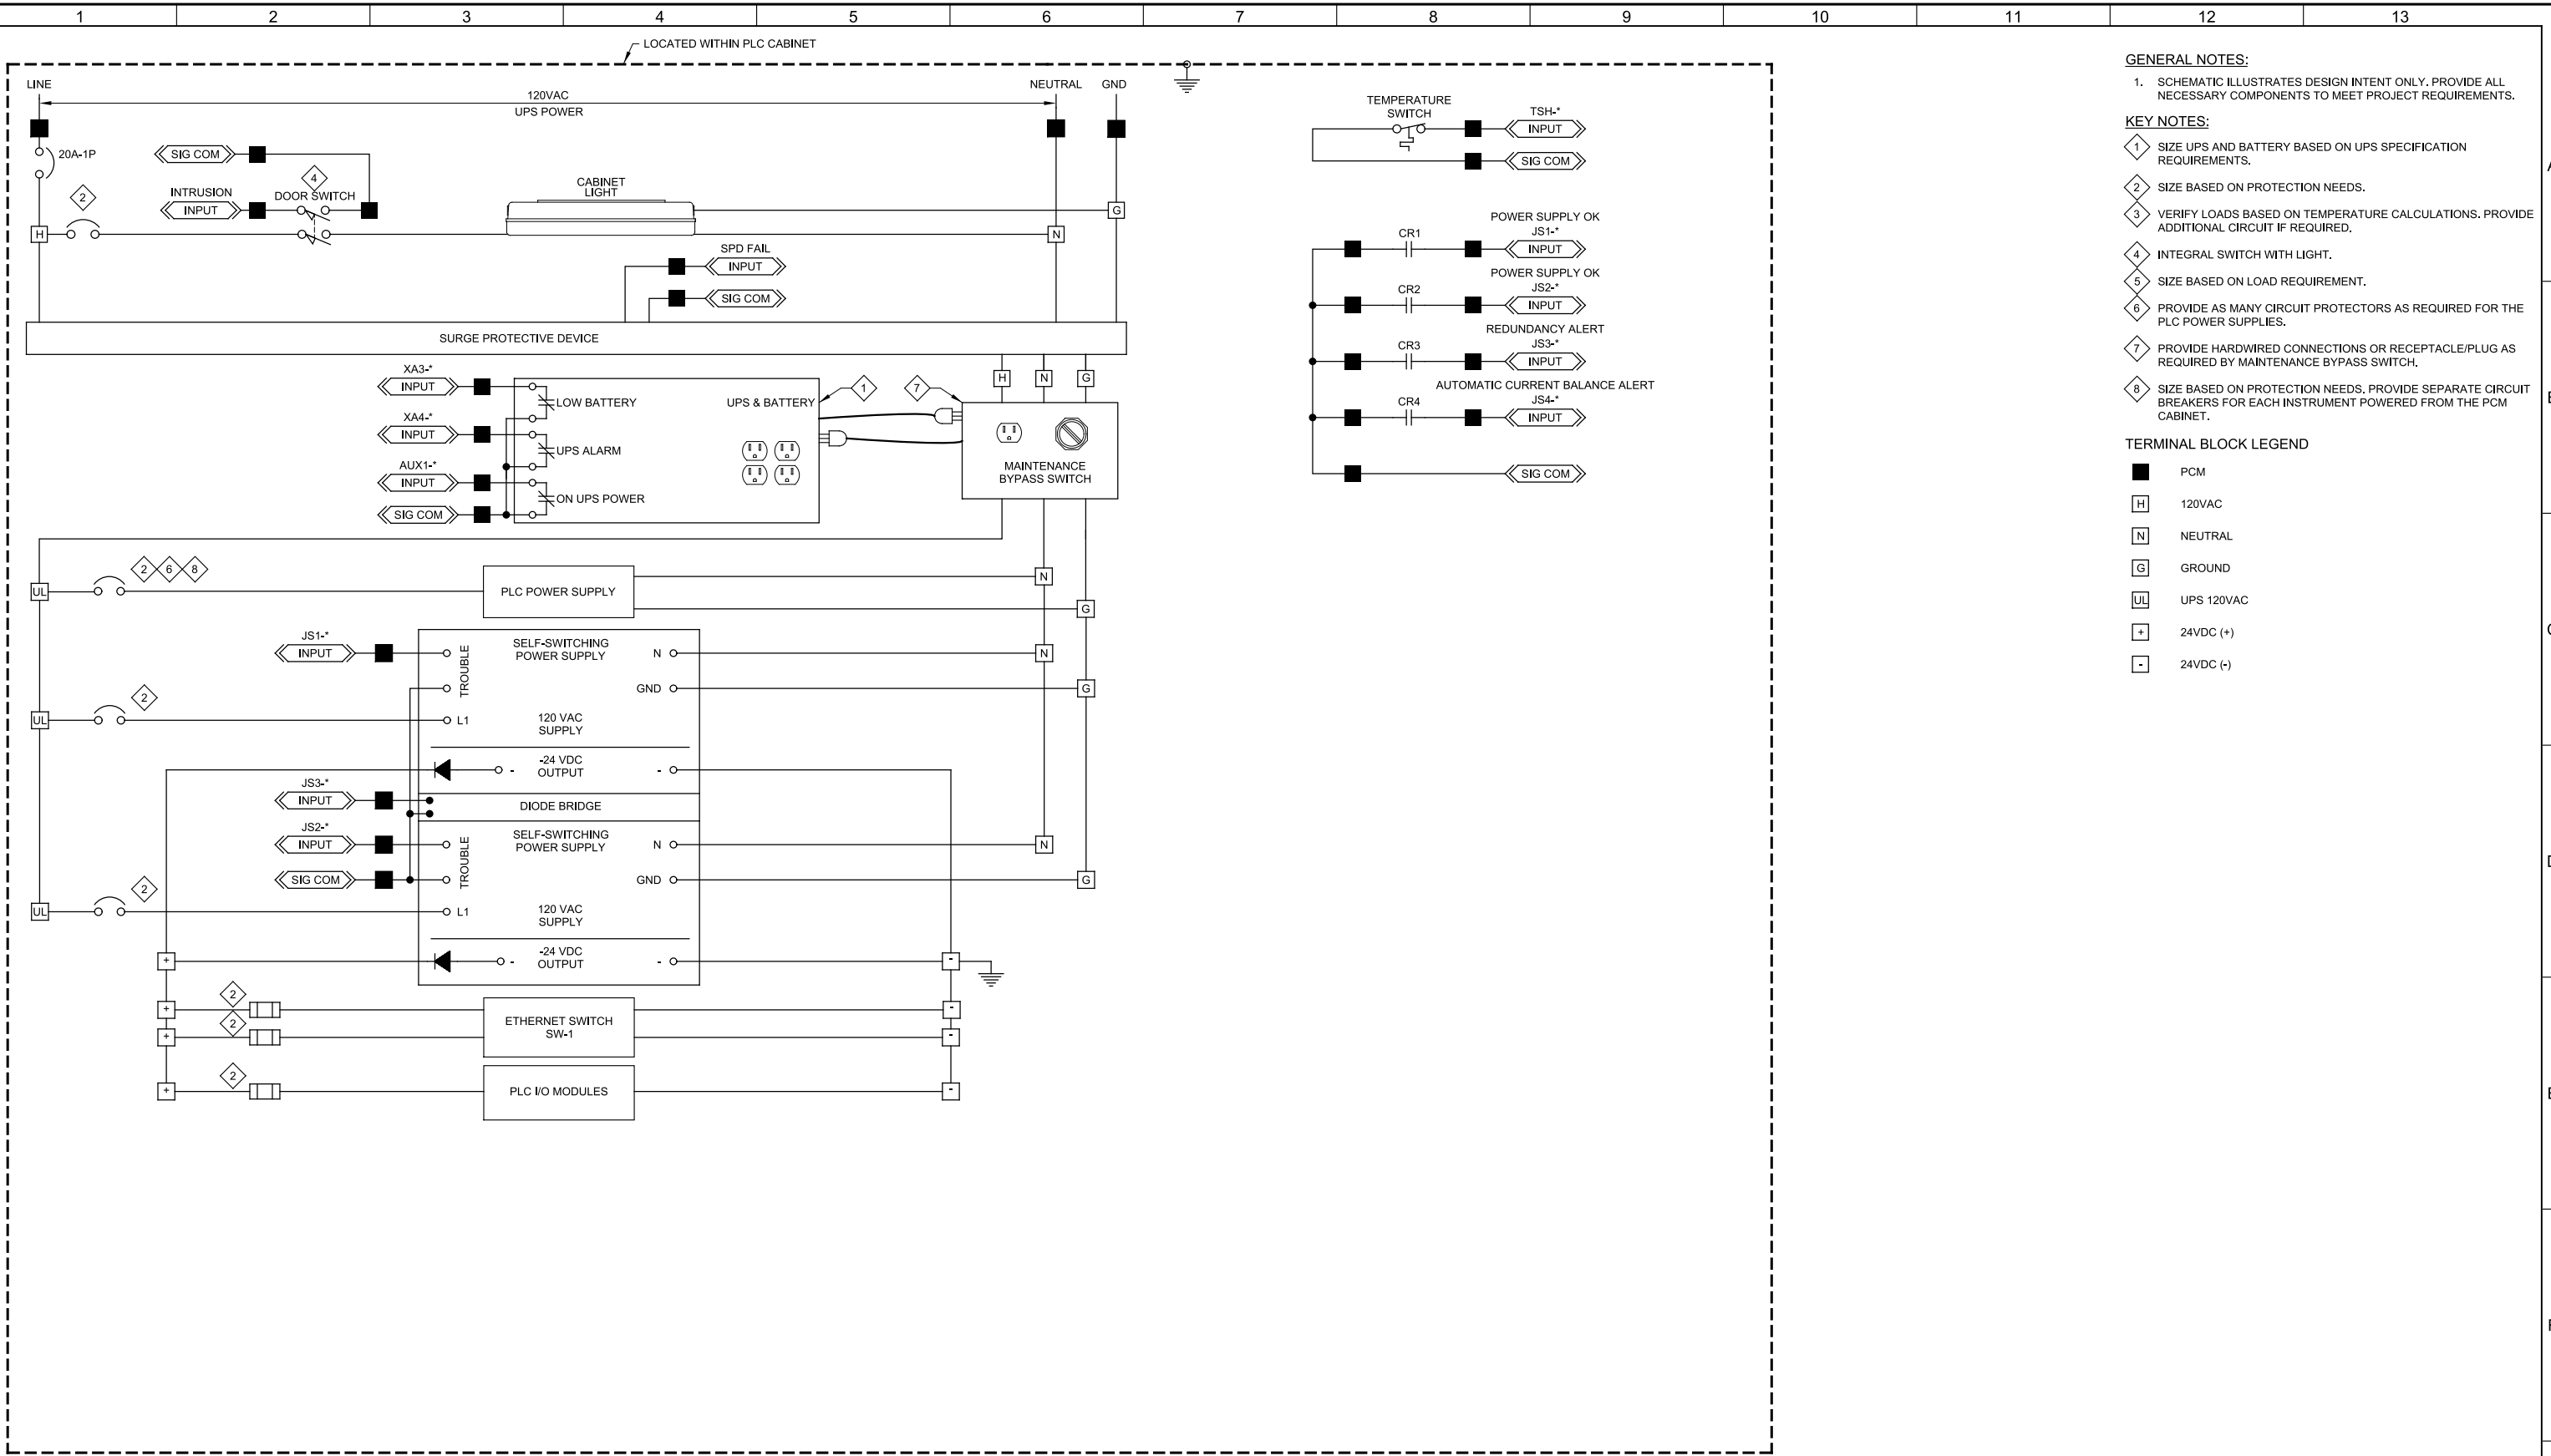 1 2 3 4 5 6 7 8 9 10 11 12 13
LOCATED WITHIN PLC CABINET
LINE
120VAC
UPS POWER
NEUTRAL
GND
20A-1P
SIG COM
4
2
INTRUSION
INPUT
DOOR SWITCH
CABINET
LIGHT
G
H
N
SPD FAIL
INPUT
SIG COM
SURGE PROTECTIVE DEVICE
XA3-*
INPUT
LOW BATTERY
UPS & BATTERY
1
7
H
N
G
XA4-*
INPUT
UPS ALARM
AUX1-*
INPUT
ON UPS POWER
SIG COM
MAINTENANCE
BYPASS SWITCH
2
6
8
UL
PLC POWER SUPPLY
N
G
JS1-*
INPUT
TROUBLE
SELF-SWITCHING
POWER SUPPLY
N
N
GND
G
2
UL
L1
120 VAC
SUPPLY
-
-24 VDC
OUTPUT
-
JS3-*
INPUT
DIODE BRIDGE
JS2-*
INPUT
TROUBLE
SELF-SWITCHING
POWER SUPPLY
N
N
SIG COM
GND
G
2
UL
L1
120 VAC
SUPPLY
+
-
-24 VDC
OUTPUT
-
-
2
+
-
ETHERNET SWITCH
SW-1
2
+
-
2
+
PLC I/O MODULES
-
TEMPERATURE
SWITCH
TSH-*
INPUT
SIG COM
POWER SUPPLY OK
CR1
JS1-*
INPUT
POWER SUPPLY OK
CR2
JS2-*
INPUT
REDUNDANCY ALERT
CR3
JS3-*
INPUT
AUTOMATIC CURRENT BALANCE ALERT
CR4
JS4-*
INPUT
SIG COM
GENERAL NOTES:
1. SCHEMATIC ILLUSTRATES DESIGN INTENT ONLY. PROVIDE ALL
NECESSARY COMPONENTS TO MEET PROJECT REQUIREMENTS.
KEY NOTES:
1 SIZE UPS AND BATTERY BASED ON UPS SPECIFICATION
REQUIREMENTS.
2 SIZE BASED ON PROTECTION NEEDS.
3 VERIFY LOADS BASED ON TEMPERATURE CALCULATIONS. PROVIDE
ADDITIONAL CIRCUIT IF REQUIRED.
4 INTEGRAL SWITCH WITH LIGHT.
5 SIZE BASED ON LOAD REQUIREMENT.
6 PROVIDE AS MANY CIRCUIT PROTECTORS AS REQUIRED FOR THE
PLC POWER SUPPLIES.
7 PROVIDE HARDWIRED CONNECTIONS OR RECEPTACLE/PLUG AS
REQUIRED BY MAINTENANCE BYPASS SWITCH.
8 SIZE BASED ON PROTECTION NEEDS. PROVIDE SEPARATE CIRCUIT
BREAKERS FOR EACH INSTRUMENT POWERED FROM THE PCM
CABINET.
TERMINAL BLOCK LEGEND
PCM
H 120VAC
N NEUTRAL
G GROUND
UL UPS 120VAC
+ 24VDC (+)
- 24VDC (-)